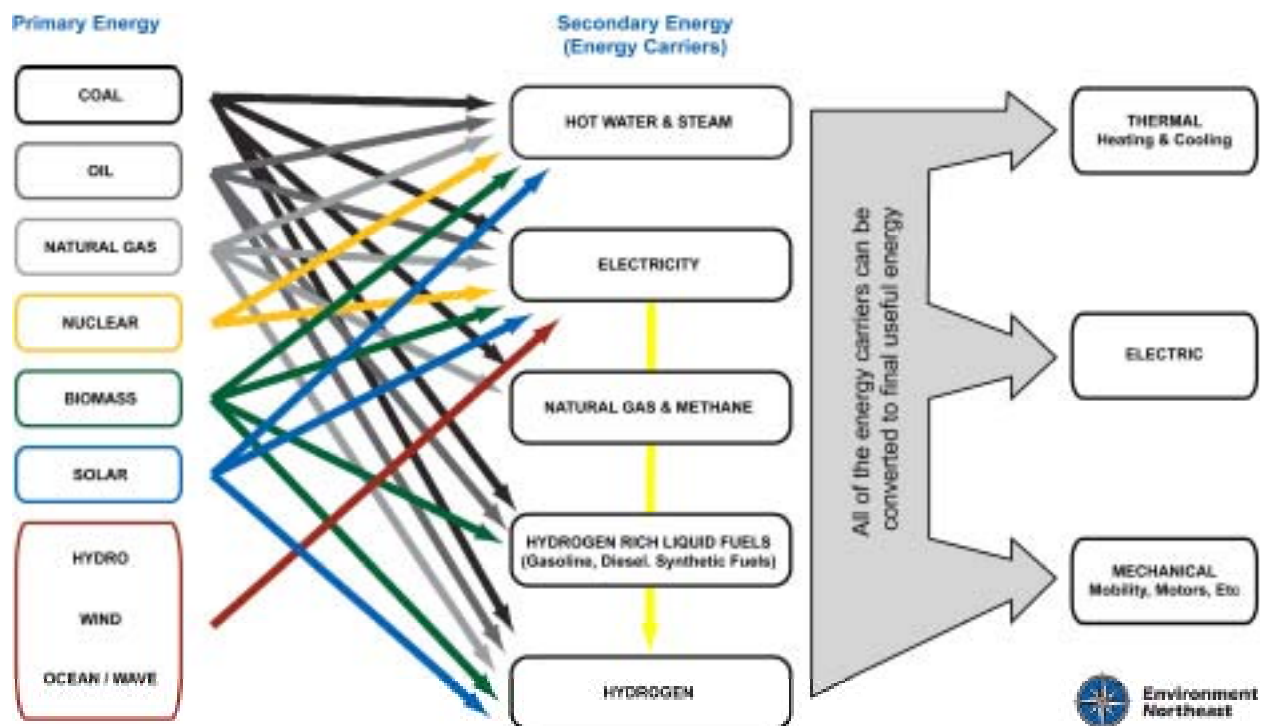 Primary Energy
COAL
OIL
NATURAL GAS
NUCLEAR
BIOMASS
SOLAR
HYDRO
WIND
OCEAN / WAVE
Secondary Energy
(Energy Carriers)
HOT WATER & STEAM
ELECTRICITY
NATURAL GAS & METHANE
HYDROGEN RICH LIQUID FUELS
(Gasoline, Diesel. Synthetic Fuels)
HYDROGEN
All of the energy carriers can be
converted to final useful energy
THERMAL
Heating & Cooling
ELECTRIC
MECHANICAL
Mobility, Motors, Etc
Environment
Northeast